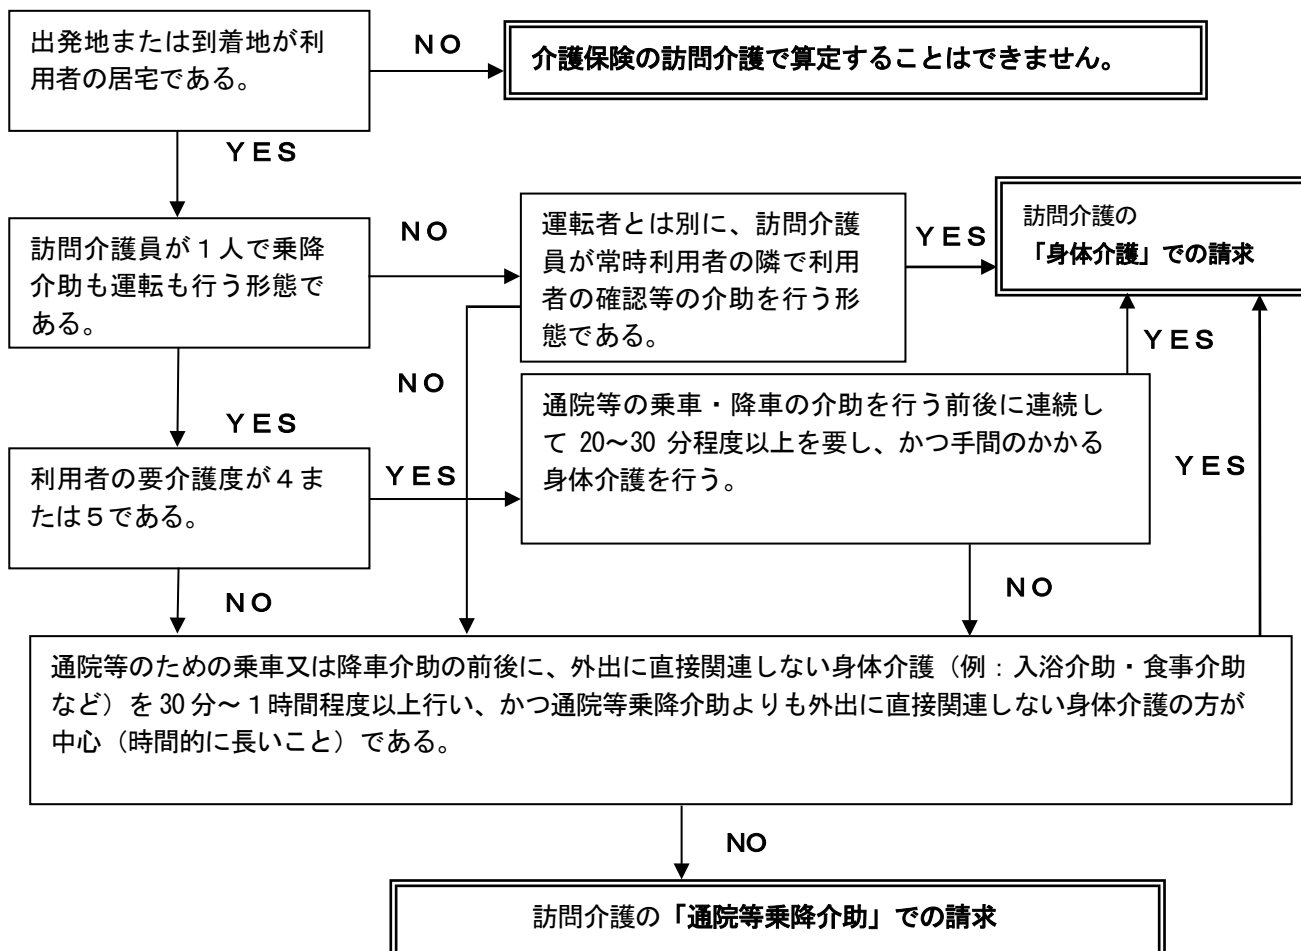 出発地または到着地が利
用者の居宅である。
ＮＯ
介護保険の訪問介護で算定することはできません。
ＹＥＳ
訪問介護員が１人で乗降
介助も運転も行う形態で
ある。
ＮＯ
運転者とは別に、訪問介護
員が常時利用者の隣で利用
者の確認等の介助を行う形
態である。
ＹＥＳ
訪問介護の
「身体介護」での請求
ＹＥＳ
ＮＯ
ＹＥＳ
利用者の要介護度が４ま
たは５である。
ＹＥＳ
通院等の乗車・降車の介助を行う前後に連続し
て 20～30 分程度以上を要し、かつ手間のかかる
身体介護を行う。
ＹＥＳ
ＮＯ
ＮＯ
通院等のための乗車又は降車介助の前後に、外出に直接関連しない身体介護（例：入浴介助・食事介助
など）を 30 分～１時間程度以上行い、かつ通院等乗降介助よりも外出に直接関連しない身体介護の方が
中心（時間的に長いこと）である。
NO
訪問介護の「通院等乗降介助」での請求